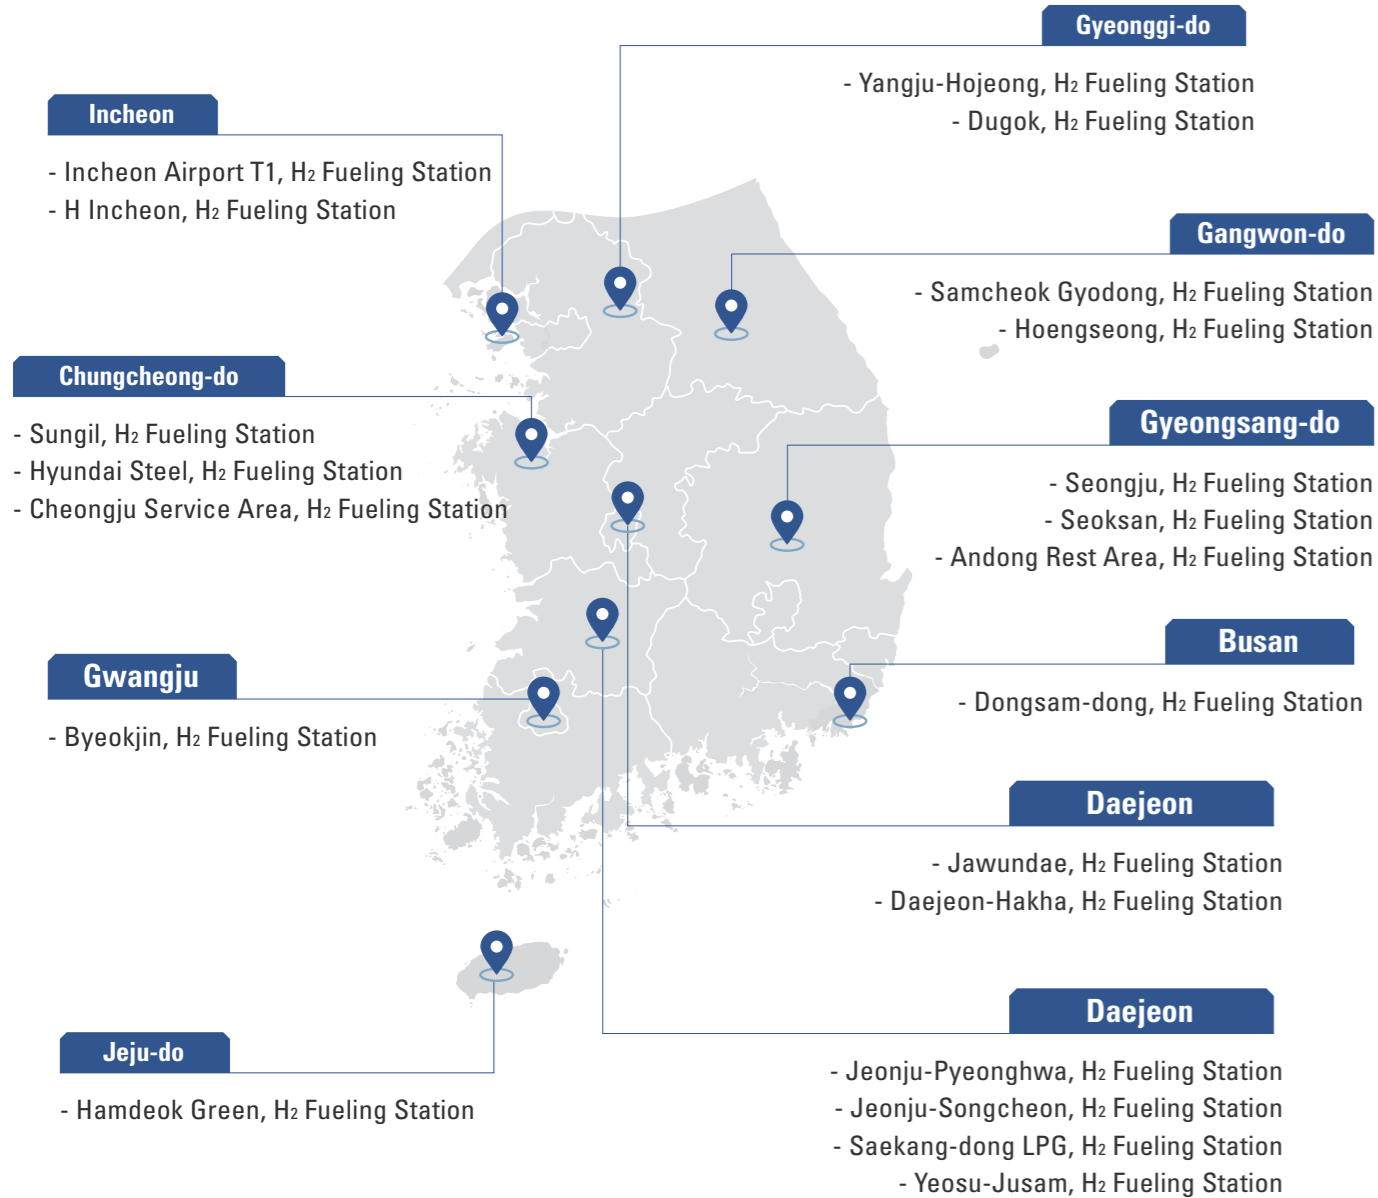 Gyeonggi-do
- Yangju-Hojeong, H₂ Fueling Station
- Dugok, H₂ Fueling Station
Incheon
- Incheon Airport T1, H₂ Fueling Station
- H Incheon, H₂ Fueling Station
Gangwon-do
- Samcheok Gyodong, H₂ Fueling Station
- Hoengseong, H₂ Fueling Station
Chungcheong-do
- Sungil, H₂ Fueling Station
- Hyundai Steel, H₂ Fueling Station
- Cheongju Service Area, H₂ Fueling Station
Gyeongsang-do
- Seongju, H₂ Fueling Station
- Seoksan, H₂ Fueling Station
- Andong Rest Area, H₂ Fueling Station
Gwangju
- Byeokjin, H₂ Fueling Station
Busan
- Dongsam-dong, H₂ Fueling Station
Daejeon
- Jawundae, H₂ Fueling Station
- Daejeon-Hakha, H₂ Fueling Station
Jeju-do
- Hamdeok Green, H₂ Fueling Station
Daejeon
- Jeonju-Pyeonghwa, H₂ Fueling Station
- Jeonju-Songcheon, H₂ Fueling Station
- Saekang-dong LPG, H₂ Fueling Station
- Yeosu-Jusam, H₂ Fueling Station